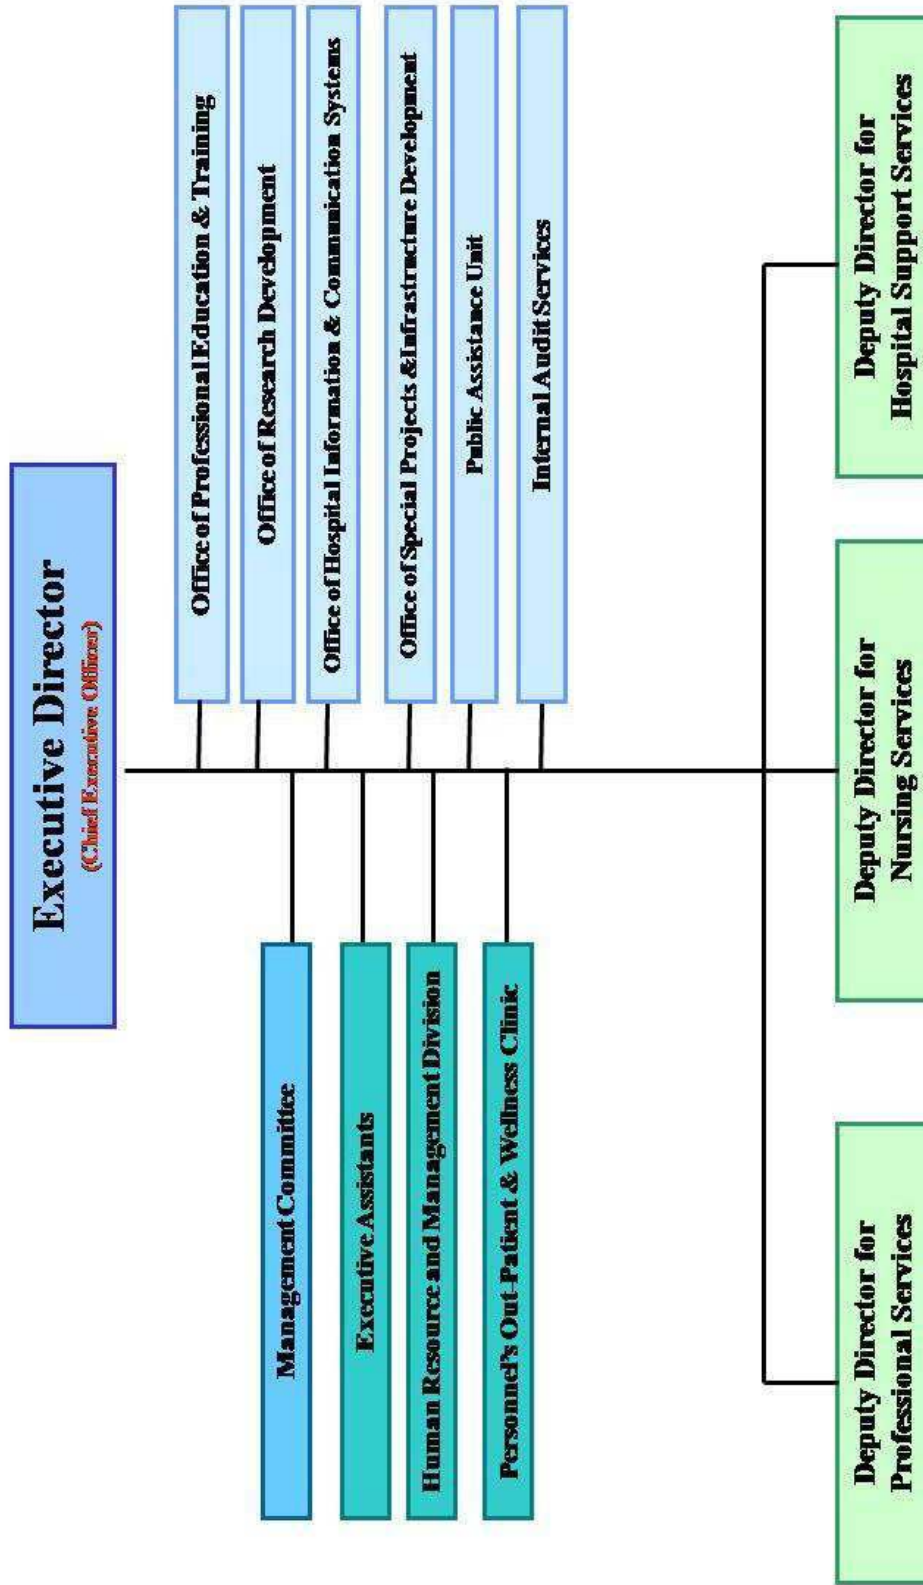 Executive Director
(Chief Executive Officer)
Management Committee
Executive Assistants
Human Resource and Management Division
Personnel's Out-Patient & Wellness Clinic
Office of Professional Education & Training
Office of Research Development
Office of Hospital Information & Communication Systems
Office of Special Projects &Infrastructure Development
Public Assistance Unit
Internal Audit Services
Deputy Director for
Professional Services
Deputy Director for
Nursing Services
Deputy Director for
Hospital Support Services